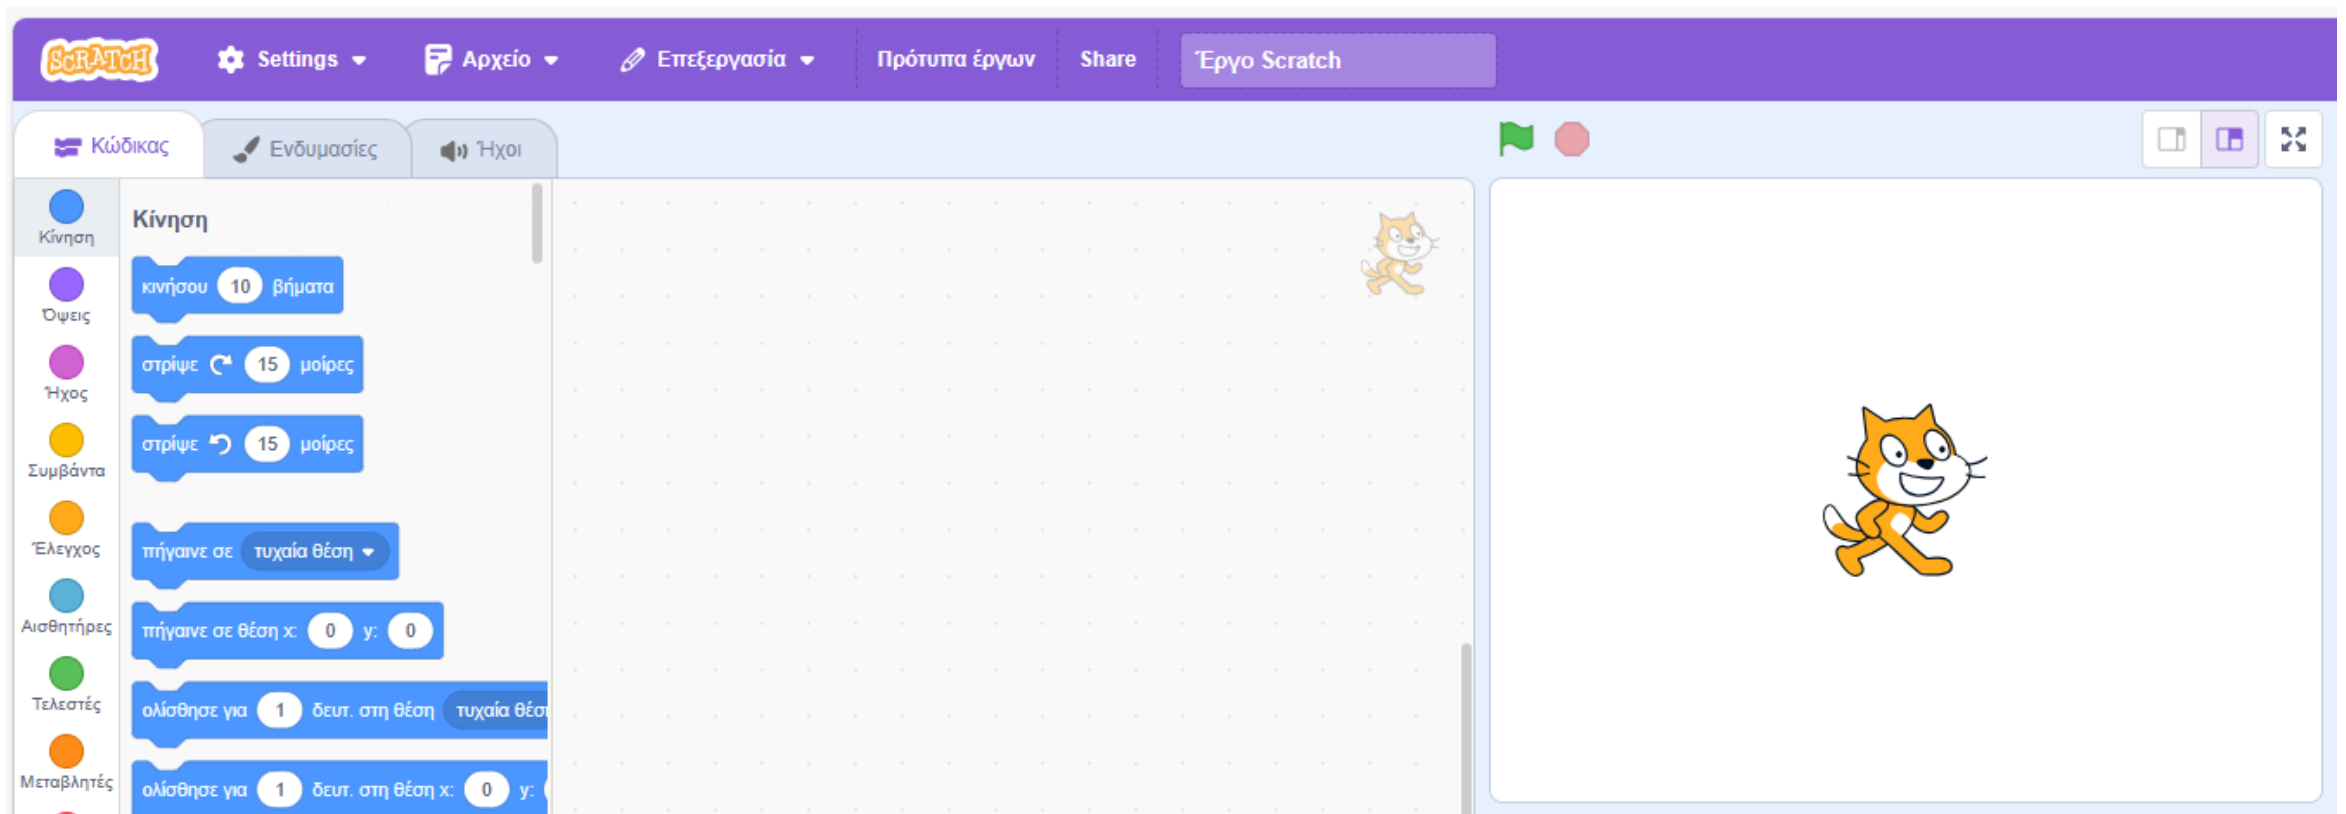 SCRATCH Settings Αρχείο Επεξεργασία Πρότυπα έργων Share Έργο Scratch
Κώδικας Ενδυμασίες Ήχοι
Κίνηση
Όψεις
Ήχος
Συμβάντα
Έλεγχος
Αισθητήρες
Τελεστές
Μεταβλητές
Κίνηση
κινήσου 10 βήματα
στρίψε 15 μοίρες
στρίψε 15 μοίρες
πήγαινε σε τυχαία θέση
πήγαινε σε θέση x: 0 y: 0
ολίσθησε για 1 δευτ. στη θέση τυχαία
ολίσθησε για 1 δευτ. στη θέση x: 0 y: